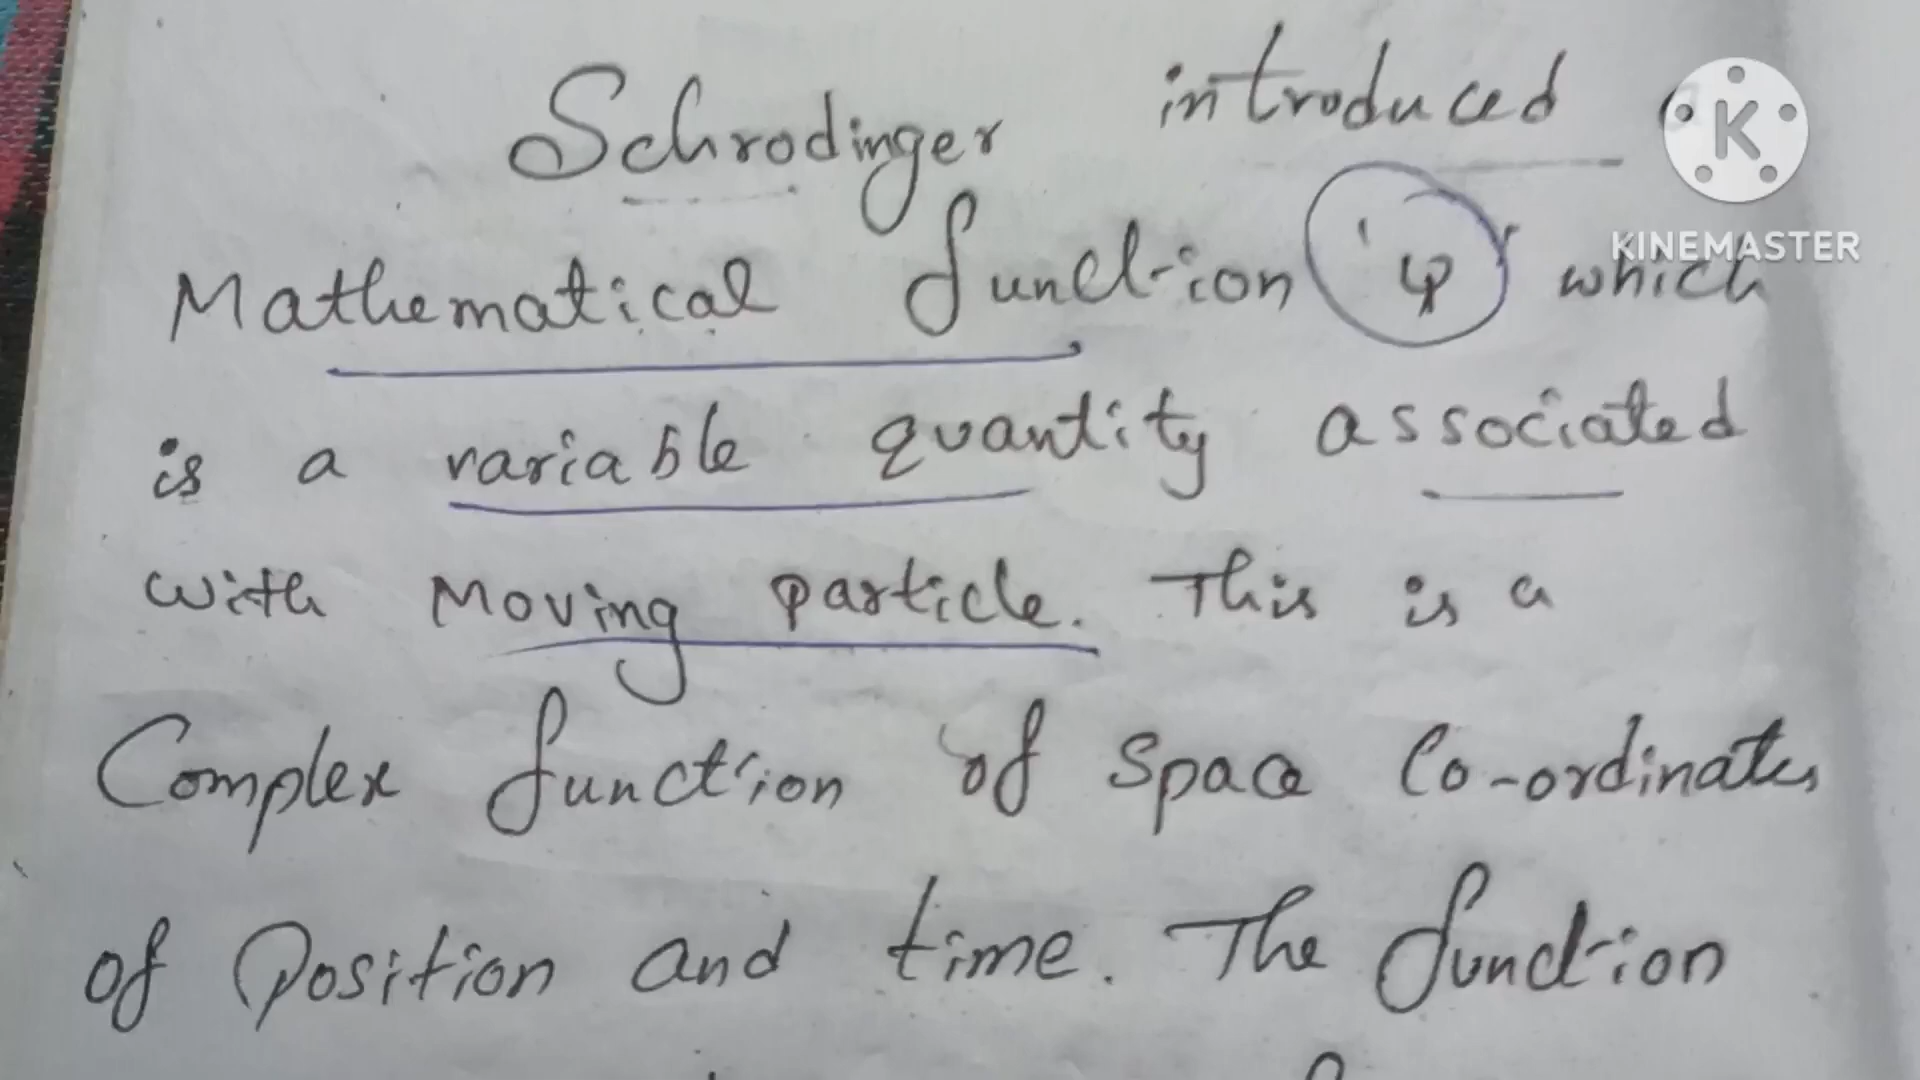 Schrodinger introduced a
KINEMASTER
Mathematical function 'ψ' which
is a variable quantity associated
with Moving particle. This is a
Complex function of space Co-ordinates
of Position and time. The function